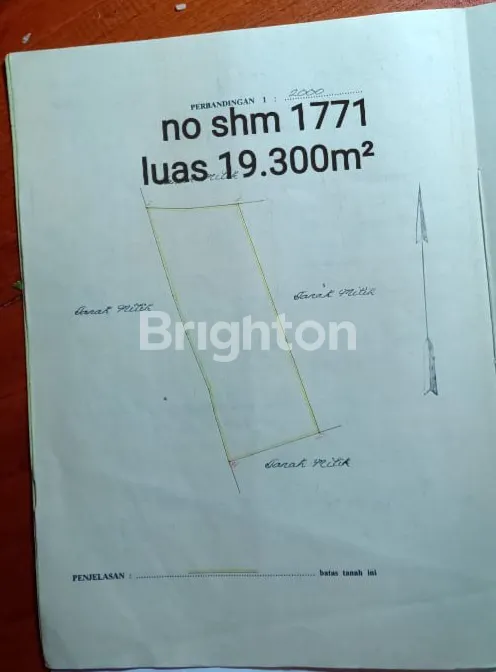 PERBANDINGAN 1 : 2000
no shm 1771
luas 19.300m²
Milik
Tanah Milik
Tanah Milik
Brighton
Tanah Milik
PENJELASAN : batas tanah ini